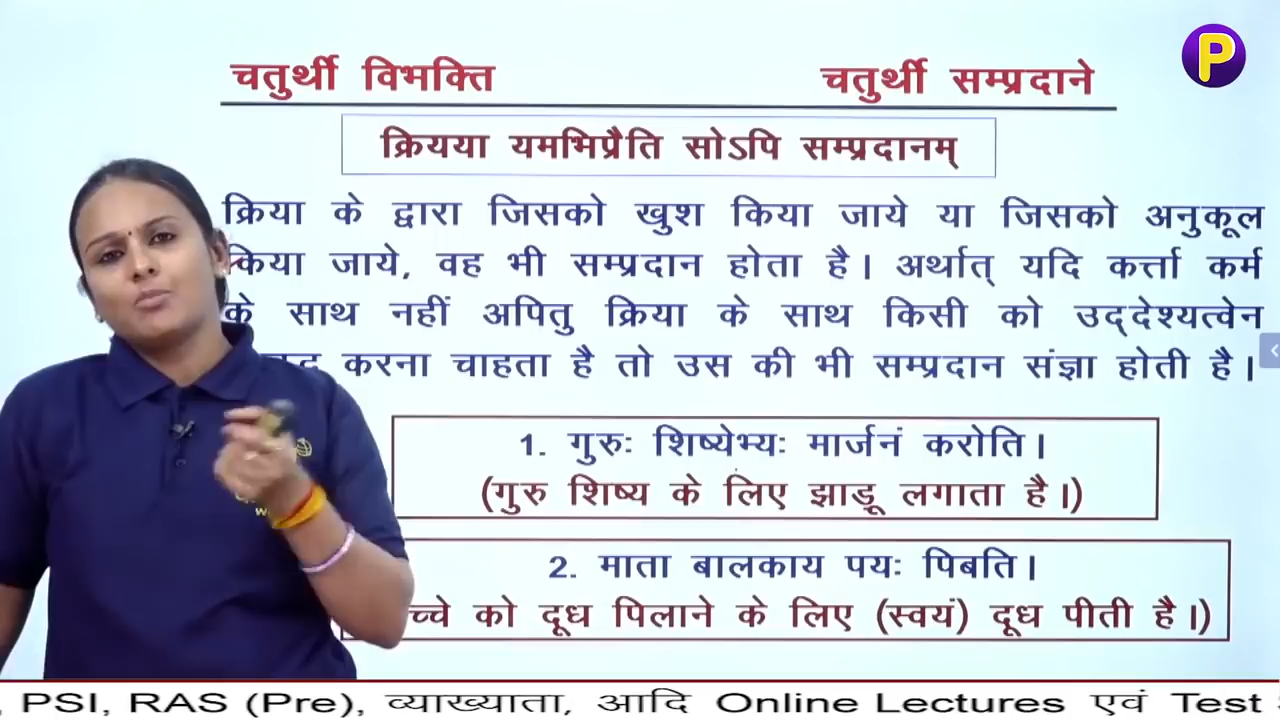 चतुर्थी विभक्ति चतुर्थी सम्प्रदाने
P
क्रियया यमभिप्रैति सोऽपि सम्प्रदानम्
क्रिया के द्वारा जिसको खुश किया जाये या जिसको अनुकूल
किया जाये, वह भी सम्प्रदान होता है। अर्थात् यदि कर्त्ता कर्म
के साथ नहीं अपितु क्रिया के साथ किसी को उद्देश्यत्वेन
करना चाहता है तो उस की भी सम्प्रदान संज्ञा होती है।
1. गुरुः शिष्येभ्यः मार्जनं करोति।
(गुरु शिष्य के लिए झाड़ू लगाता है।)
2. माता बालकाय पयः पिबति।
को दूध पिलाने के लिए (स्वयं) दूध पीती है।)
, PSI, RAS (Pre), व्याख्याता, आदि Online Lectures एवं Test